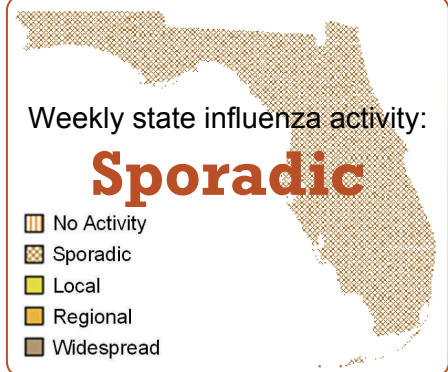 Weekly state influenza activity:
Sporadic
No Activity
Sporadic
Local
Regional
Widespread